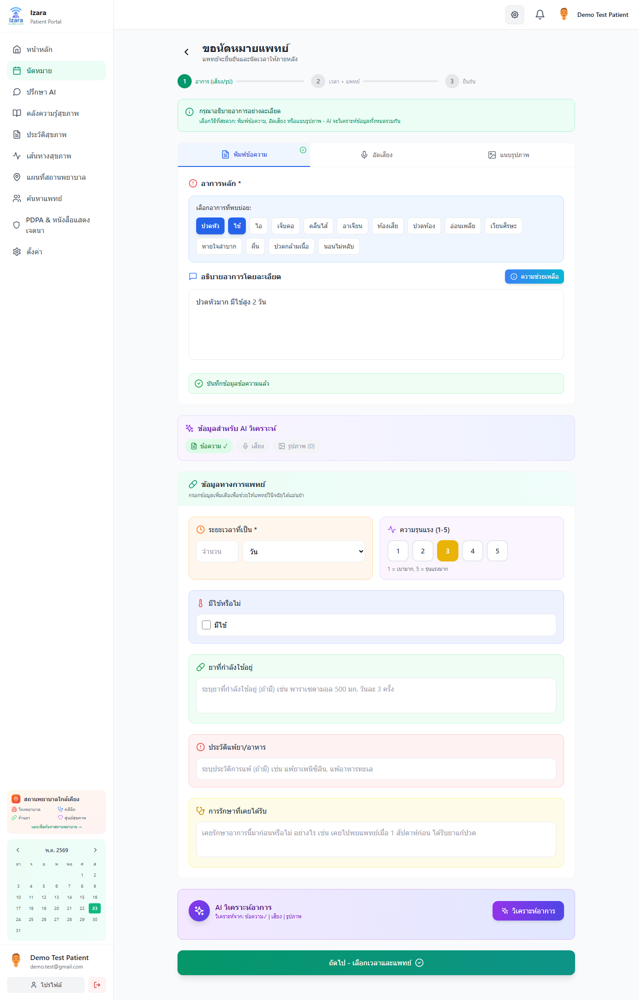 Izara
Patient Portal
izara
หน้าหลัก
นัดหมาย
ปรึกษา AI
คลังความรู้สุขภาพ
ประวัติสุขภาพ
เส้นทางสุขภาพ
แผนที่สถานพยาบาล
ค้นหาแพทย์
PDPA & หนังสือแสดง
เจตนา
ตั้งค่า
สถานพยาบาลใกล้เคียง
โรงพยาบาล คลินิก
ร้านยา ศูนย์สุขภาพ
แตะเพื่อค้นหาสถานพยาบาล →
พ.ค. 2569
อา จ อ พ พฤ ศ ส
1 2
3 4 5 6 7 8 9
10 11 12 13 14 15 16
17 18 19 20 21 22 23
24 25 26 27 28 29 30
31
Demo Test Patient
demo.test@gmail.com
โปรไฟล์
Demo Test Patient
ขอนัดหมายแพทย์
แพทย์จะยืนยันและนัดเวลาให้ภายหลัง
1 อาการ (เสียง/รูป) 2 เวลา + แพทย์ 3 ยืนยัน
กรุณาอธิบายอาการอย่างละเอียด
เลือกวิธีที่สะดวก: พิมพ์ข้อความ, อัดเสียง หรือแนบรูปภาพ - AI จะวิเคราะห์ข้อมูลทั้งหมดรวมกัน
พิมพ์ข้อความ อัดเสียง แนบรูปภาพ
อาการหลัก *
เลือกอาการที่พบบ่อย:
ปวดหัว ไข้ ไอ เจ็บคอ คลื่นไส้ อาเจียน ท้องเสีย ปวดท้อง อ่อนเพลีย เวียนศีรษะ
หายใจลำบาก ผื่น ปวดกล้ามเนื้อ นอนไม่หลับ
อธิบายอาการโดยละเอียด ความช่วยเหลือ
ปวดหัวมาก มีไข้สูง 2 วัน
บันทึกข้อมูลข้อความแล้ว
ข้อมูลสำหรับ AI วิเคราะห์
ข้อความ ✓ เสียง รูปภาพ (0)
ข้อมูลทางการแพทย์
กรอกข้อมูลเพิ่มเติมเพื่อช่วยให้แพทย์วินิจฉัยได้แม่นยำ
ระยะเวลาที่เป็น * ความรุนแรง (1-5)
จำนวน วัน 1 2 3 4 5
1 = เบามาก, 5 = รุนแรงมาก
มีไข้หรือไม่
มีไข้
ยาที่กำลังใช้อยู่
ระบุยาที่กำลังใช้อยู่ (ถ้ามี) เช่น พาราเซตามอล 500 มก. วันละ 3 ครั้ง
ประวัติแพ้ยา/อาหาร
ระบุประวัติการแพ้ (ถ้ามี) เช่น แพ้ยาเพนิซิลิน, แพ้อาหารทะเล
การรักษาที่เคยได้รับ
เคยรักษาอาการนี้มาก่อนหรือไม่ อย่างไร เช่น เคยไปพบแพทย์เมื่อ 1 สัปดาห์ก่อน ได้รับยาแก้ปวด
AI วิเคราะห์อาการ
วิเคราะห์จาก: ข้อความ✓ | เสียง | รูปภาพ
วิเคราะห์อาการ
ถัดไป - เลือกเวลาและแพทย์